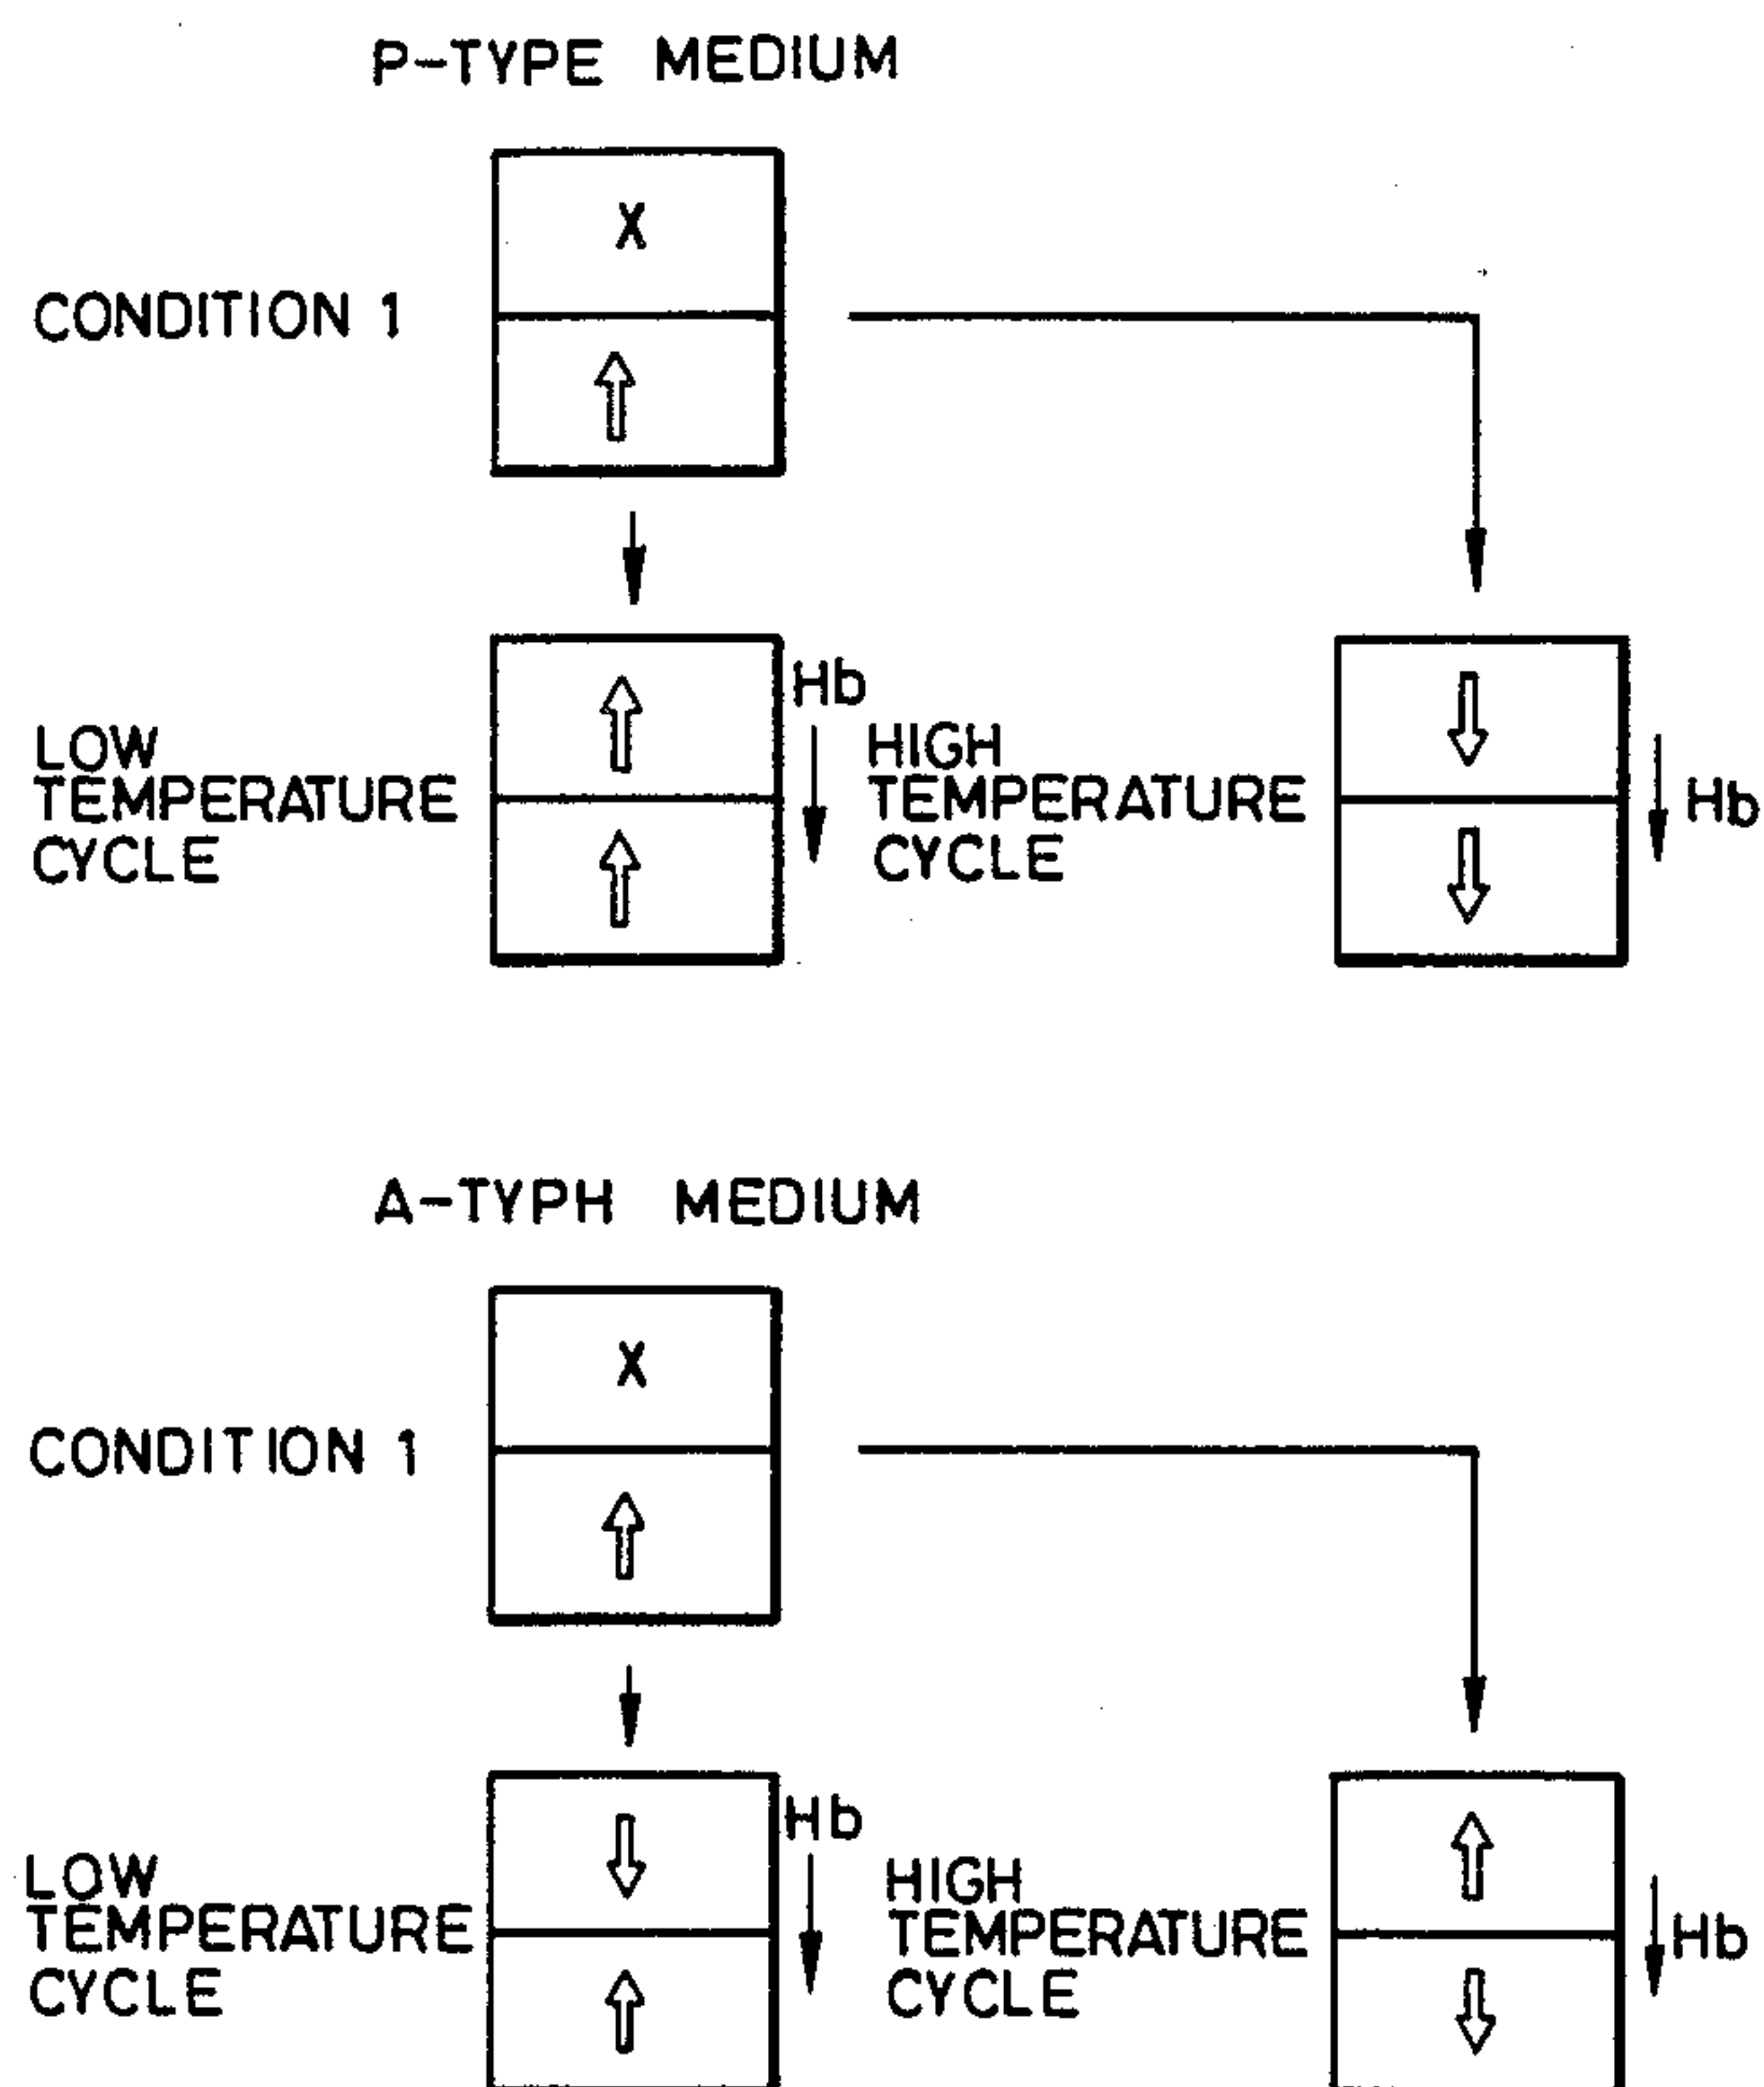 P-TYPE MEDIUM
X
CONDITION 1
Hb
LOW
TEMPERATURE
CYCLE
HIGH
TEMPERATURE
CYCLE
Hb
A-TYPH MEDIUM
X
CONDITION 1
Hb
LOW
TEMPERATURE
CYCLE
HIGH
TEMPERATURE
CYCLE
Hb